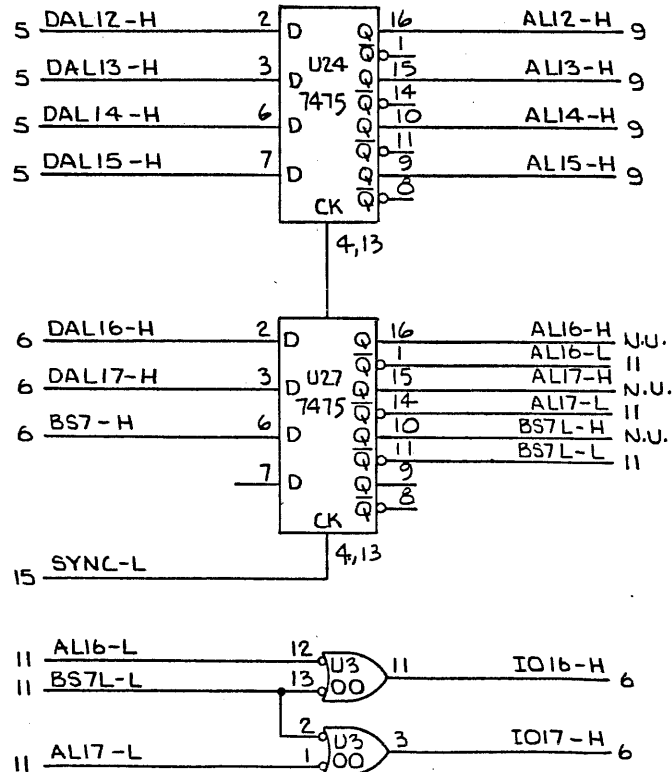 5 DAL12-H 2 D Q 16 AL12-H 9
Q 1
5 DAL13-H 3 D U24 Q 15 AL13-H 9
7475 Q 14
5 DAL14-H 6 D Q 10 AL14-H 9
Q 11
5 DAL15-H 7 D Q 9 AL15-H 9
CK Q 8
4,13
6 DAL16-H 2 D Q 16 AL16-H N.U.
Q 1 AL16-L 11
6 DAL17-H 3 D U27 Q 15 AL17-H N.U.
7475 Q 14 AL17-L 11
6 BS7-H 6 D Q 10 BS7L-H N.U.
Q 11 BS7L-L 11
7 D Q 9
Q 8
CK
4,13
15 SYNC-L
11 AL16-L 12 U3 11 IO16-H 6
11 BS7L-L 13 00
2 U3 3 IO17-H 6
11 AL17-L 1 00